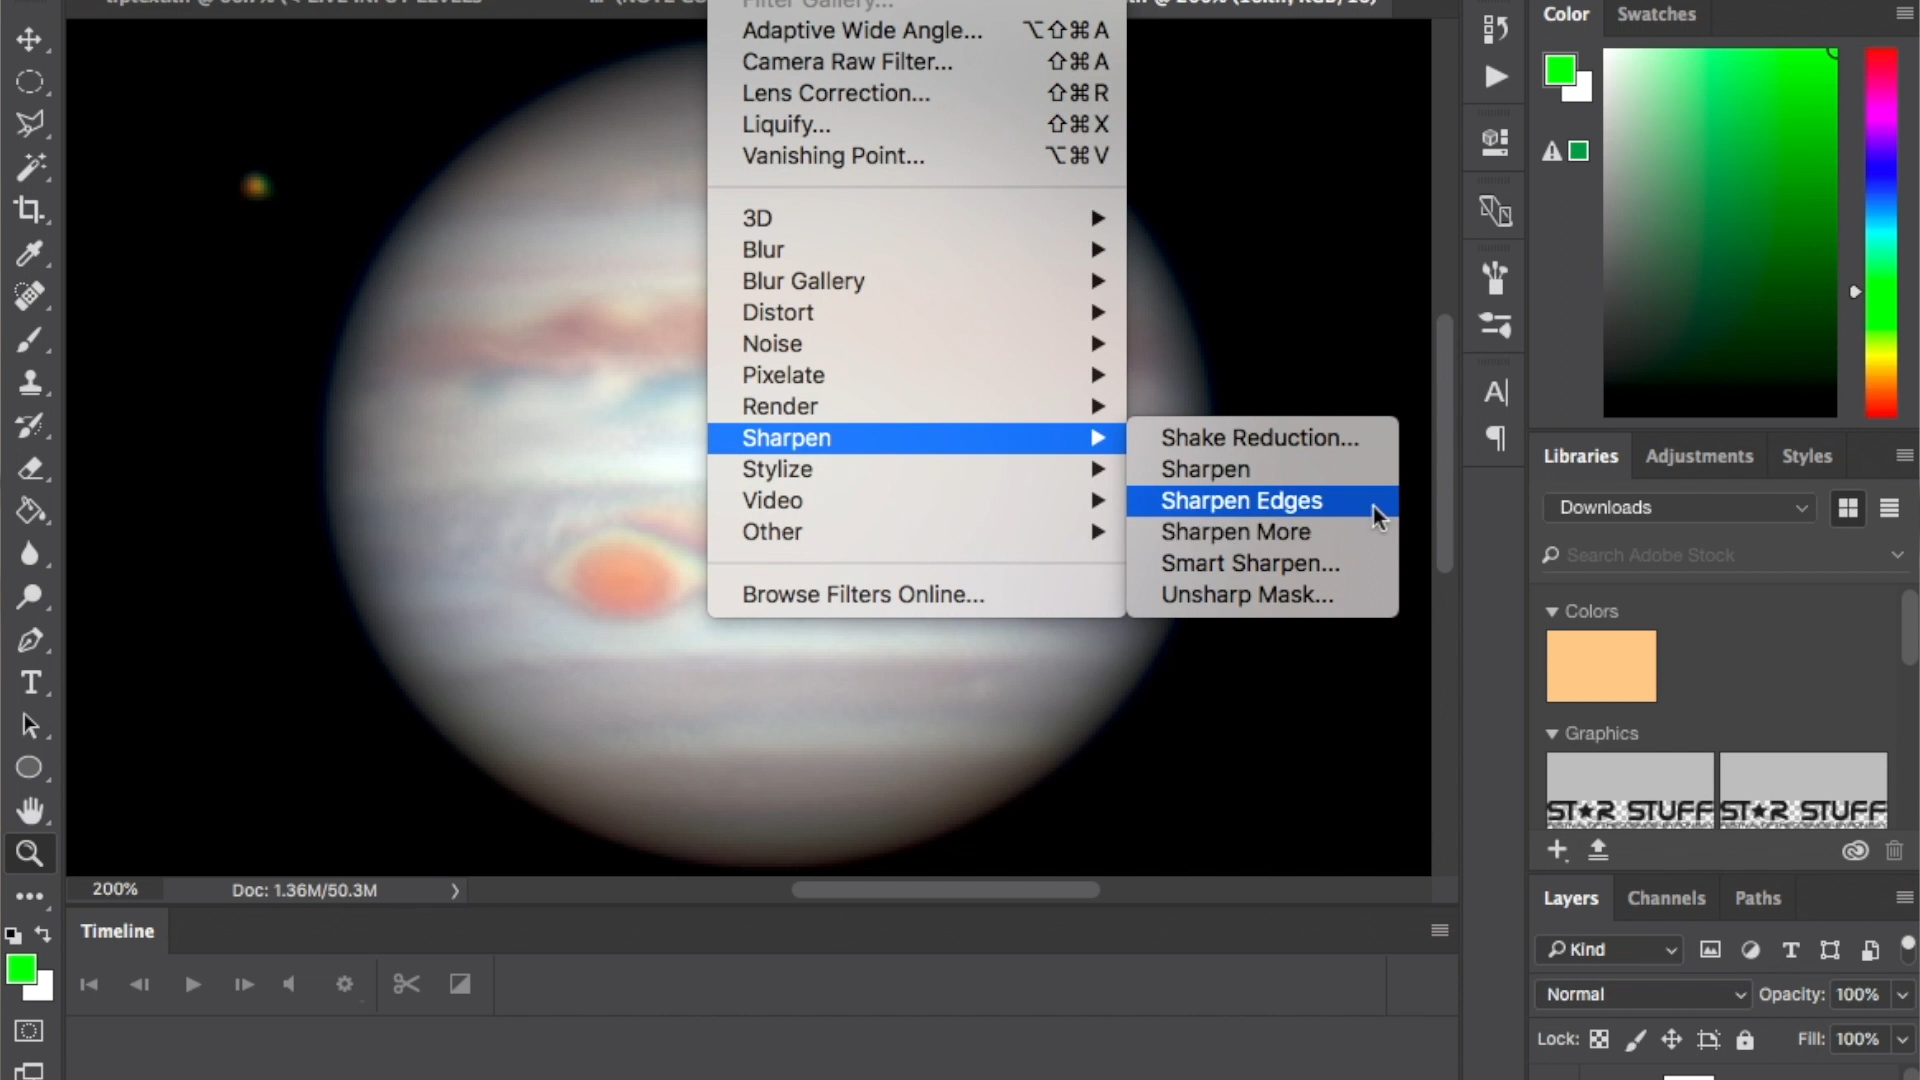 Filter Gallery...
Adaptive Wide Angle... ⌥⇧⌘A
Camera Raw Filter... ⇧⌘A
Lens Correction... ⇧⌘R
Liquify... ⇧⌘X
Vanishing Point... ⌥⌘V
3D
Blur
Blur Gallery
Distort
Noise
Pixelate
Render
Sharpen
Stylize
Video
Other
Browse Filters Online...
Shake Reduction...
Sharpen
Sharpen Edges
Sharpen More
Smart Sharpen...
Unsharp Mask...
200%
Doc: 1.36M/50.3M
Timeline
Color
Swatches
Libraries
Adjustments
Styles
Downloads
Search Adobe Stock
Colors
Graphics
ST★R STUFF
ST★R STUFF
Layers
Channels
Paths
Kind
Normal
Opacity: 100%
Lock:
Fill: 100%